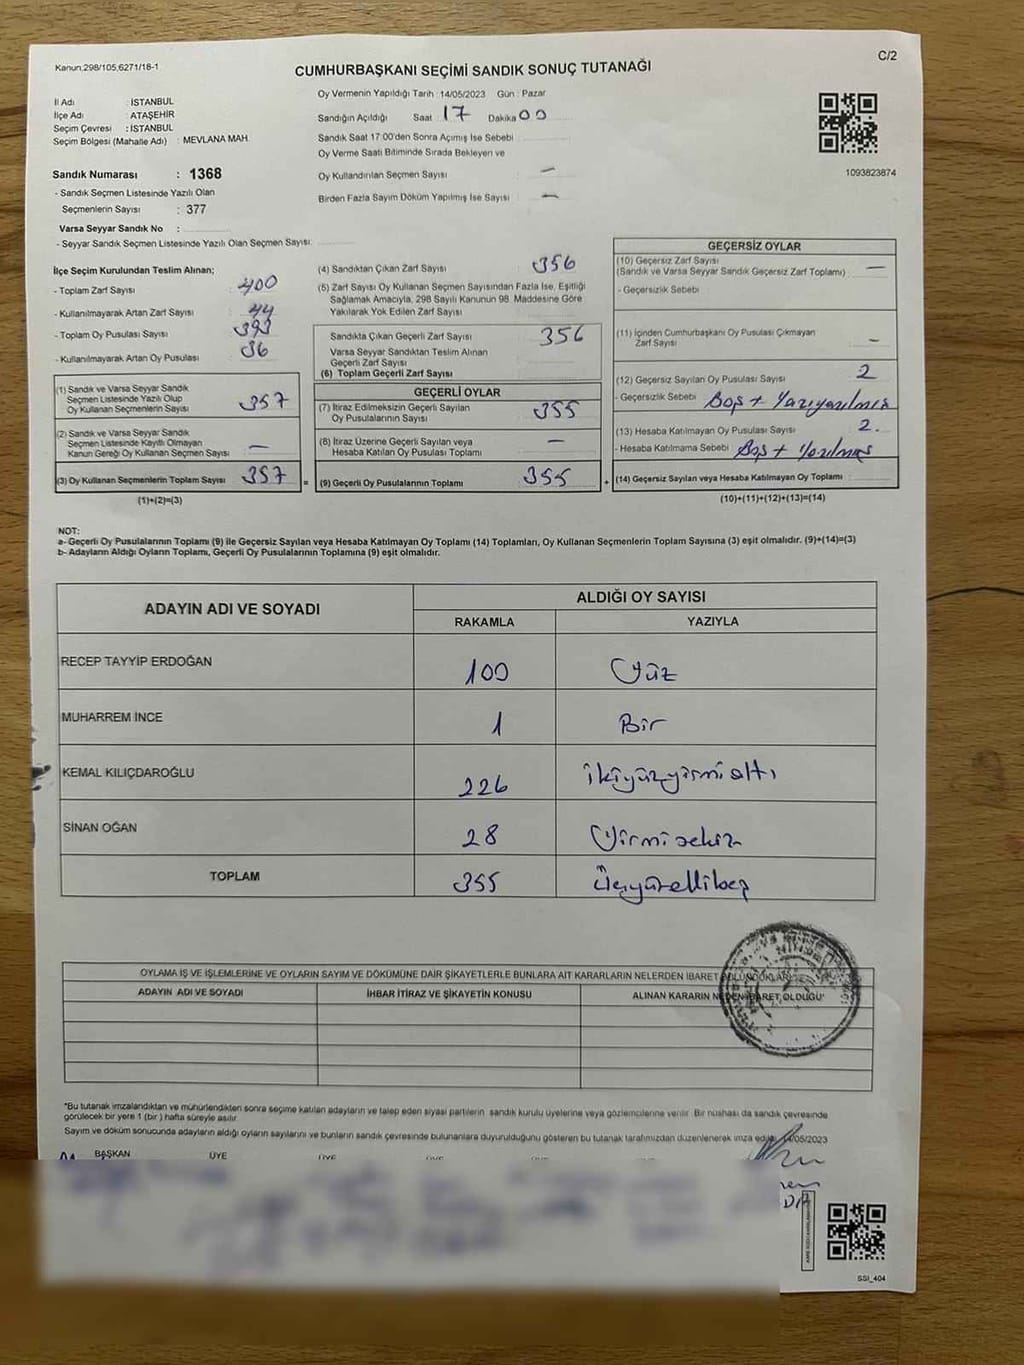 Kanun,298/105,6271/18-1
C/2
CUMHURBAŞKANI SEÇİMİ SANDIK SONUÇ TUTANAĞI
İl Adı : İSTANBUL
İlçe Adı : ATAŞEHİR
Seçim Çevresi : İSTANBUL
Seçim Bölgesi (Mahalle Adı) : MEVLANA MAH.
Oy Vermenin Yapıldığı Tarih : 14/05/2023 Gün : Pazar
Sandığın Açıldığı Saat 17 Dakika 00
Sandık Saat 17:00'den Sonra Açımış İse Sebebi
Oy Verme Saati Bitiminde Sırada Bekleyen ve
Oy Kullandırılan Seçmen Sayısı : —
Birden Fazla Sayım Döküm Yapılmış İse Sayısı : —
1093823874
Sandık Numarası : 1368
- Sandık Seçmen Listesinde Yazılı Olan
Seçmenlerin Sayısı : 377
Varsa Seyyar Sandık No :
- Seyyar Sandık Seçmen Listesinde Yazılı Olan Seçmen Sayısı:
İlçe Seçim Kurulundan Teslim Alınan;
- Toplam Zarf Sayısı : 400
- Kullanılmayarak Artan Zarf Sayısı : 44
- Toplam Oy Pusulası Sayısı : 393
- Kullanılmayarak Artan Oy Pusulası : 36
(1) Sandık ve Varsa Seyyar Sandık
Seçmen Listesinde Yazılı Olup
Oy Kullanan Seçmenlerin Sayısı : 357
(2) Sandık ve Varsa Seyyar Sandık
Seçmen Listesinde Kayıtlı Olmayan
Kanun Gereği Oy Kullanan Seçmen Sayısı : —
(3) Oy Kullanan Seçmenlerin Toplam Sayısı : 357
(1)+(2)=(3)
(4) Sandıktan Çıkan Zarf Sayısı : 356
(5) Zarf Sayısı Oy Kullanan Seçmen Sayısından Fazla İse, Eşitliği
Sağlamak Amacıyla, 298 Sayılı Kanunun 98. Maddesine Göre
Yakılarak Yok Edilen Zarf Sayısı :
Sandıkta Çıkan Geçerli Zarf Sayısı : 356
Varsa Seyyar Sandıktan Teslim Alınan
Geçerli Zarf Sayısı :
(6) Toplam Geçerli Zarf Sayısı :
GEÇERLİ OYLAR
(7) İtiraz Edilmeksizin Geçerli Sayılan
Oy Pusulalarının Sayısı : 355
(8) İtiraz Üzerine Geçerli Sayılan veya
Hesaba Katılan Oy Pusulaları Toplamı : —
= (9) Geçerli Oy Pusulalarının Toplamı : 355
GEÇERSİZ OYLAR
(10) Geçersiz Zarf Sayısı
(Sandık ve Varsa Seyyar Sandık Geçersiz Zarf Toplamı) : —
- Geçersizlik Sebebi :
(11) İçinden Cumhurbaşkanı Oy Pusulası Çıkmayan
Zarf Sayısı : —
(12) Geçersiz Sayılan Oy Pusulası Sayısı : 2
- Geçersizlik Sebebi : Boş + Yazıyazılmış
(13) Hesaba Katılmayan Oy Pusulası Sayısı : 2.
- Hesaba Katılmama Sebebi : Boş + Yazılmış
+ (14) Geçersiz Sayılan veya Hesaba Katılmayan Oy Toplamı :
(10)+(11)+(12)+(13)=(14)
NOT:
a- Geçerli Oy Pusulalarının Toplamı (9) ile Geçersiz Sayılan veya Hesaba Katılmayan Oy Toplamı (14) Toplamları, Oy Kullanan Seçmenlerin Toplam Sayısına (3) eşit olmalıdır. (9)+(14)=(3)
b- Adayların Aldığı Oyların Toplamı, Geçerli Oy Pusulalarının Toplamına (9) eşit olmalıdır.
ADAYIN ADI VE SOYADI
ALDIĞI OY SAYISI
RAKAMLA YAZIYLA
RECEP TAYYİP ERDOĞAN 100 Yüz
MUHARREM İNCE 1 Bir
KEMAL KILIÇDAROĞLU 226 ikiyüzyirmialtı
SİNAN OĞAN 28 Yirmisekiz
TOPLAM 355 Üçyüzellibeş
OYLAMA İŞ VE İŞLEMLERİNE VE OYLARIN SAYIM VE DÖKÜMÜNE DAİR ŞİKAYETLERLE BUNLARA AİT KARARLARIN NELERDEN İBARET BULUNDUKLARI
ADAYIN ADI VE SOYADI İHBAR İTİRAZ VE ŞİKAYETİN KONUSU ALINAN KARARIN NEDEN İBARET OLDUĞU*
*Bu tutanak imzalandıktan ve mühürlendikten sonra seçime katılan adayların ve talep eden siyasi partilerin sandık kurulu üyelerine veya gözlemcilerine verilir. Bir nüshası da sandık çevresinde
görülecek bir yere 1 (bir ) hafta süreyle asılır.
Sayım ve döküm sonucunda adayların aldığı oyların sayılarını ve bunların sandık çevresinde bulunanlara duyurulduğunu gösteren bu tutanak tarafımızdan düzenlenerek imza edildi. 14/05/2023
BAŞKAN ÜYE ÜYE ÜYE ÜYE
SSI_404